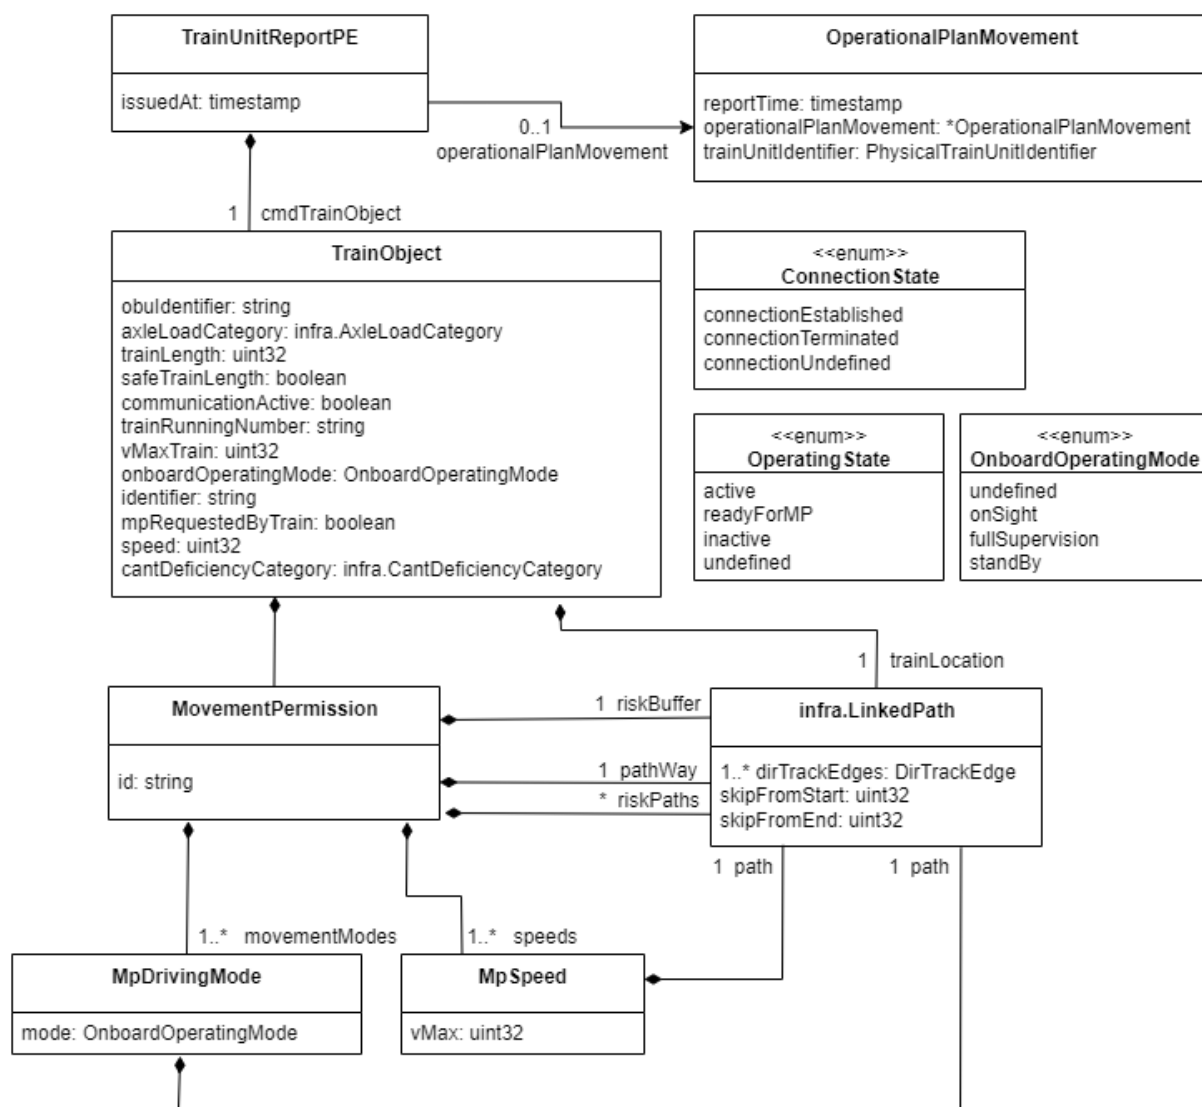 TrainUnitReportPE
issuedAt: timestamp
OperationalPlanMovement
reportTime: timestamp
operationalPlanMovement: *OperationalPlanMovement
trainUnitIdentifier: PhysicalTrainUnitIdentifier
0..1
operationalPlanMovement
1 cmdTrainObject
TrainObject
obuIdentifier: string
axleLoadCategory: infra.AxleLoadCategory
trainLength: uint32
safeTrainLength: boolean
communicationActive: boolean
trainRunningNumber: string
vMaxTrain: uint32
onboardOperatingMode: OnboardOperatingMode
identifier: string
mpRequestedByTrain: boolean
speed: uint32
cantDeficiencyCategory: infra.CantDeficiencyCategory
<<enum>>
ConnectionState
connectionEstablished
connectionTerminated
connectionUndefined
<<enum>>
OperatingState
active
readyForMP
inactive
undefined
<<enum>>
OnboardOperatingMode
undefined
onSight
fullSupervision
standBy
1 trainLocation
MovementPermission
id: string
1 riskBuffer
1 pathWay
* riskPaths
infra.LinkedPath
1..* dirTrackEdges: DirTrackEdge
skipFromStart: uint32
skipFromEnd: uint32
1 path
1 path
1..* movementModes
1..* speeds
MpDrivingMode
mode: OnboardOperatingMode
MpSpeed
vMax: uint32